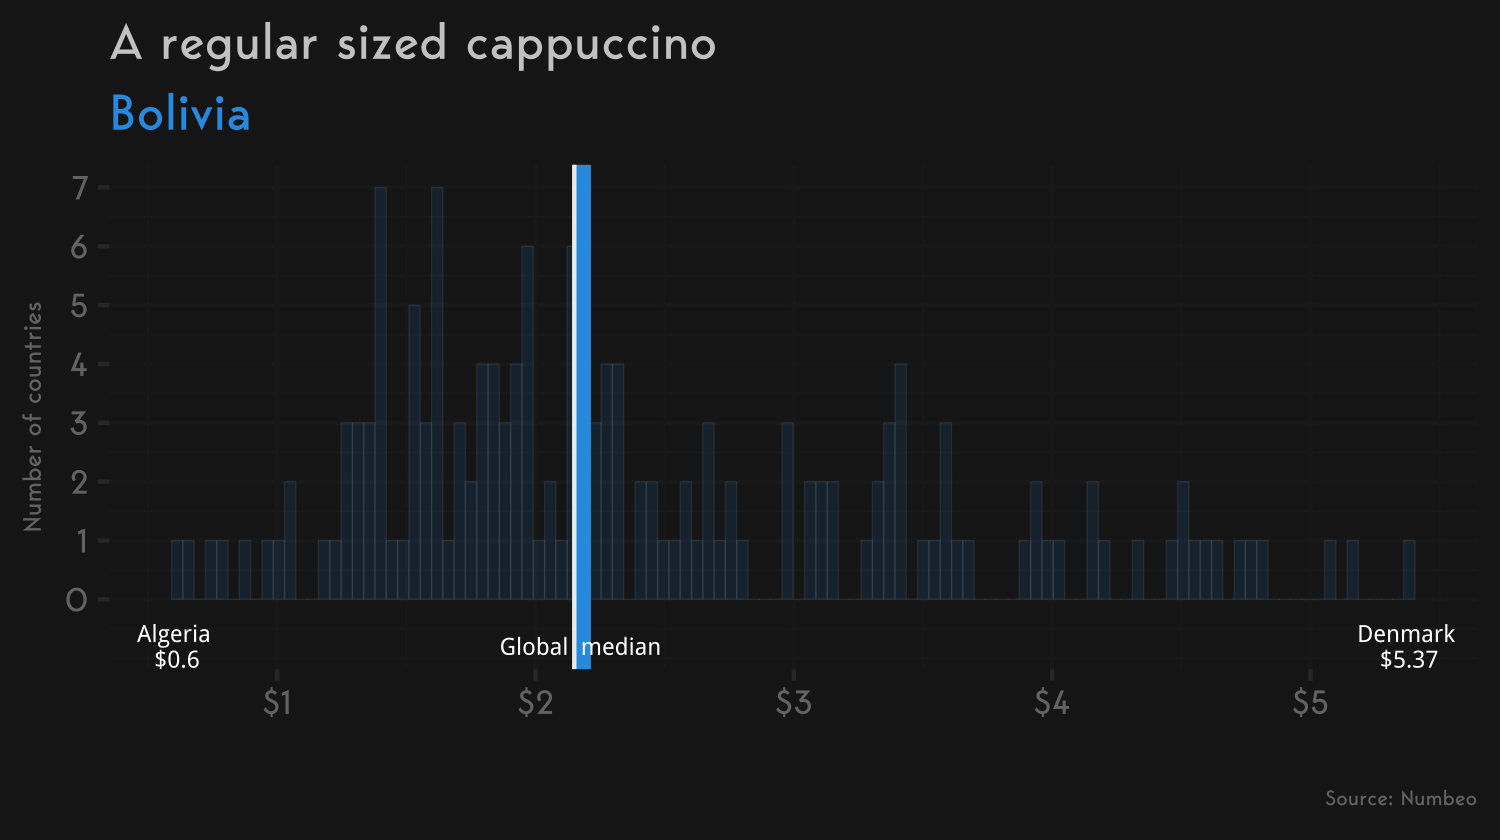 A regular sized cappuccino
Bolivia
Number of countries
7
6
5
4
3
2
1
0
Algeria
$0.6
Global median
Denmark
$5.37
$1 $2 $3 $4 $5
Source: Numbeo